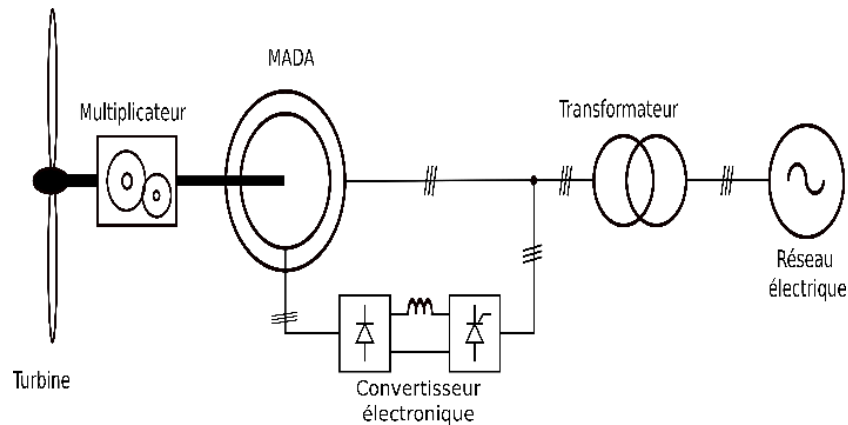 MADA
Multiplicateur
Transformateur
Réseau
électrique
Turbine
Convertisseur
électronique